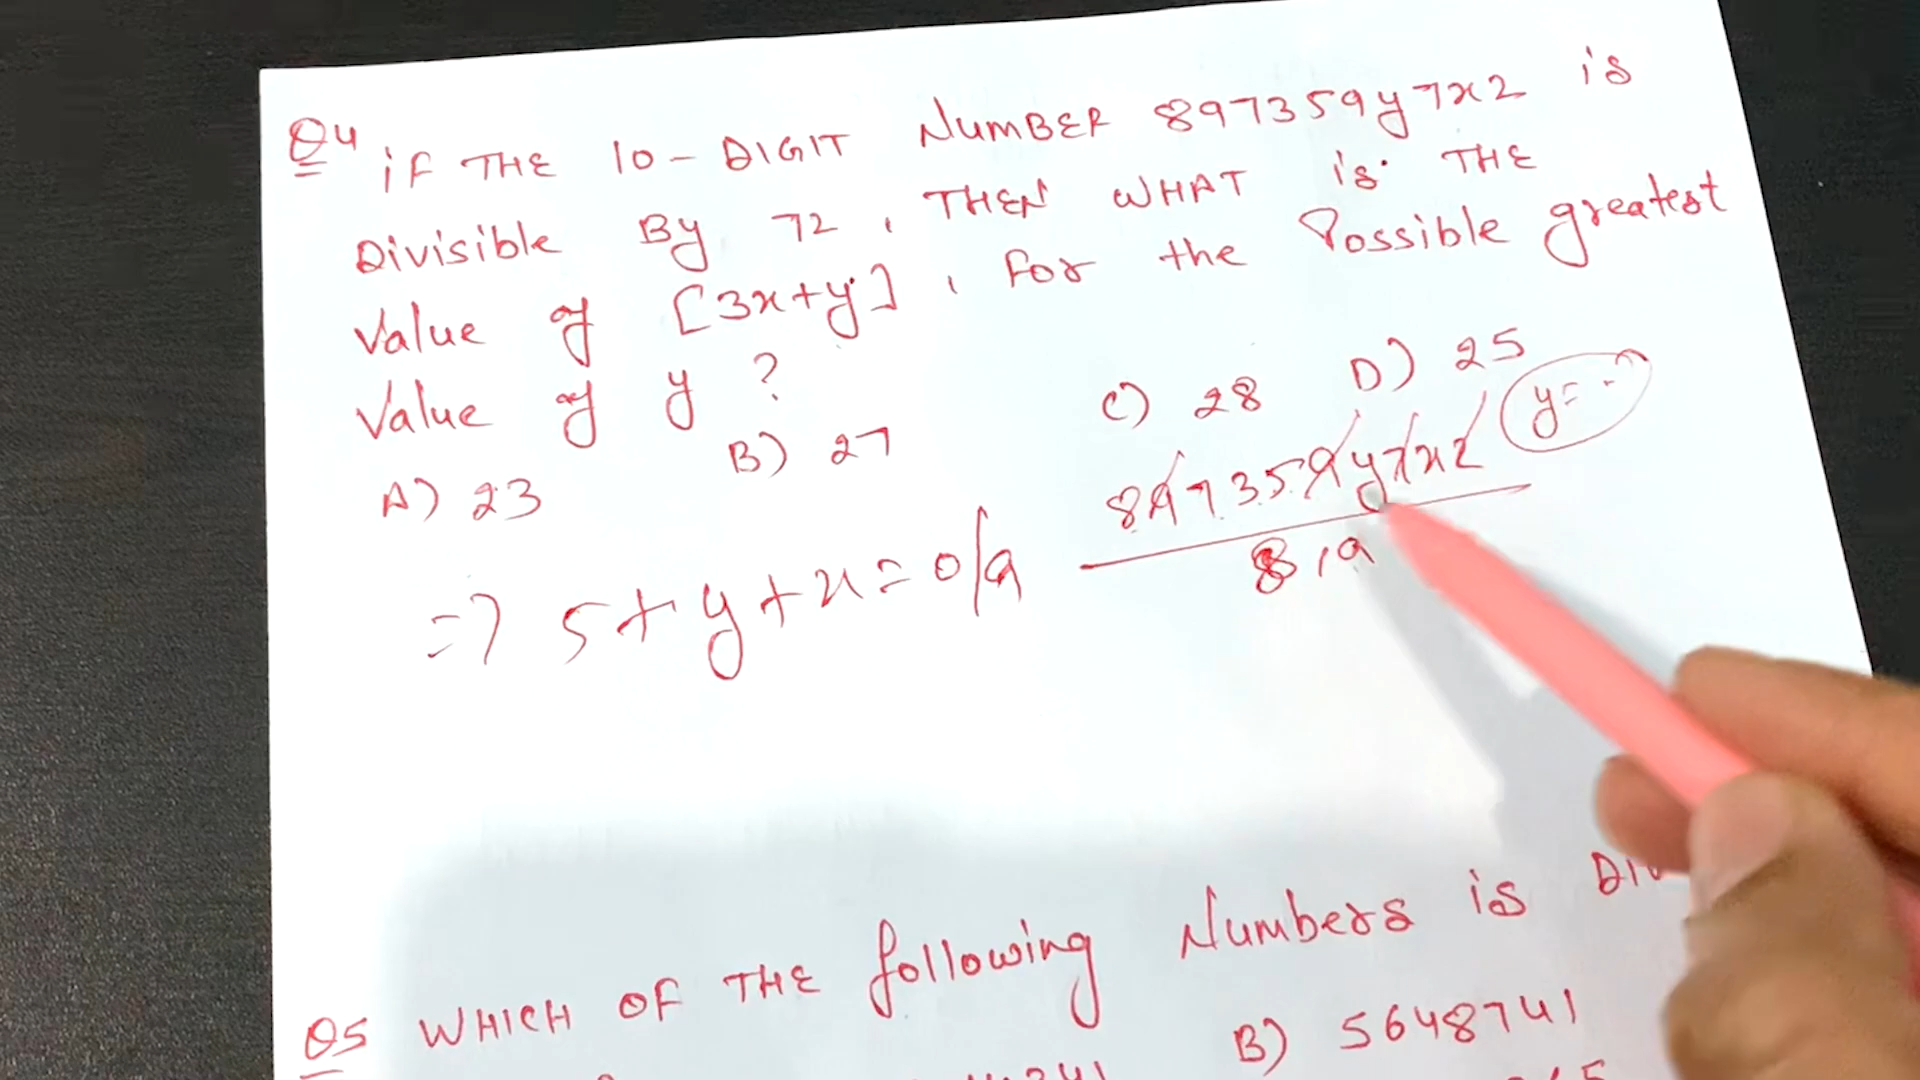 Q4 iF THE 10-DIGIT NUMBER 897359y7x2 is
Divisible By 72, THEN WHAT is THE
Value of [3x+y], For the Possible greatest
Value of y ?
A) 23 B) 27 C) 28 D) 25
897359y7x2 y=
8,9
=> 5+y+x=0/9
Q5 WHICH OF THE following Numbers is
B) 5648741